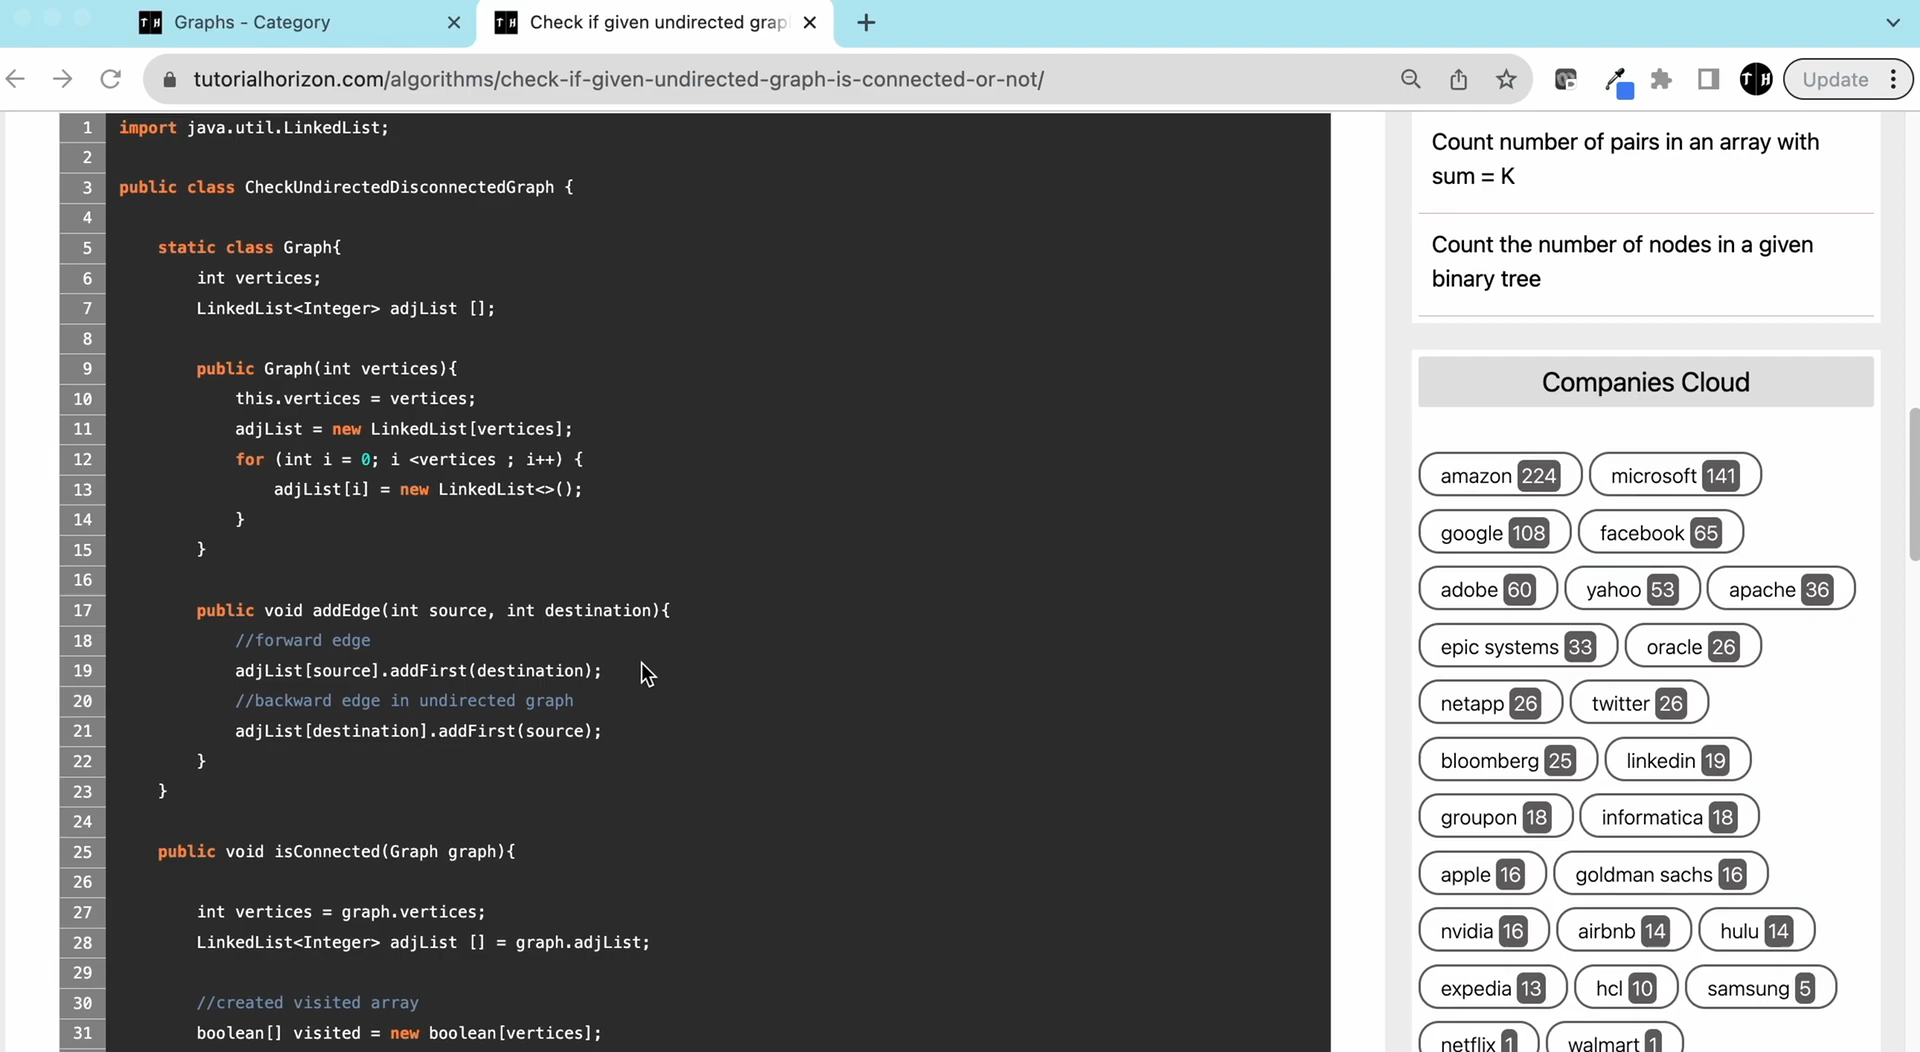 Graphs - Category
Check if given undirected grap
tutorialhorizon.com/algorithms/check-if-given-undirected-graph-is-connected-or-not/
T H
Update
1 import java.util.LinkedList;
2
3 public class CheckUndirectedDisconnectedGraph {
4
5 static class Graph{
6 int vertices;
7 LinkedList<Integer> adjList [];
8
9 public Graph(int vertices){
10 this.vertices = vertices;
11 adjList = new LinkedList[vertices];
12 for (int i = 0; i <vertices ; i++) {
13 adjList[i] = new LinkedList<>();
14 }
15 }
16
17 public void addEdge(int source, int destination){
18 //forward edge
19 adjList[source].addFirst(destination);
20 //backward edge in undirected graph
21 adjList[destination].addFirst(source);
22 }
23 }
24
25 public void isConnected(Graph graph){
26
27 int vertices = graph.vertices;
28 LinkedList<Integer> adjList [] = graph.adjList;
29
30 //created visited array
31 boolean[] visited = new boolean[vertices];
Count number of pairs in an array with
sum = K
Count the number of nodes in a given
binary tree
Companies Cloud
amazon 224 microsoft 141
google 108 facebook 65
adobe 60 yahoo 53 apache 36
epic systems 33 oracle 26
netapp 26 twitter 26
bloomberg 25 linkedin 19
groupon 18 informatica 18
apple 16 goldman sachs 16
nvidia 16 airbnb 14 hulu 14
expedia 13 hcl 10 samsung 5
netflix 1 walmart 1